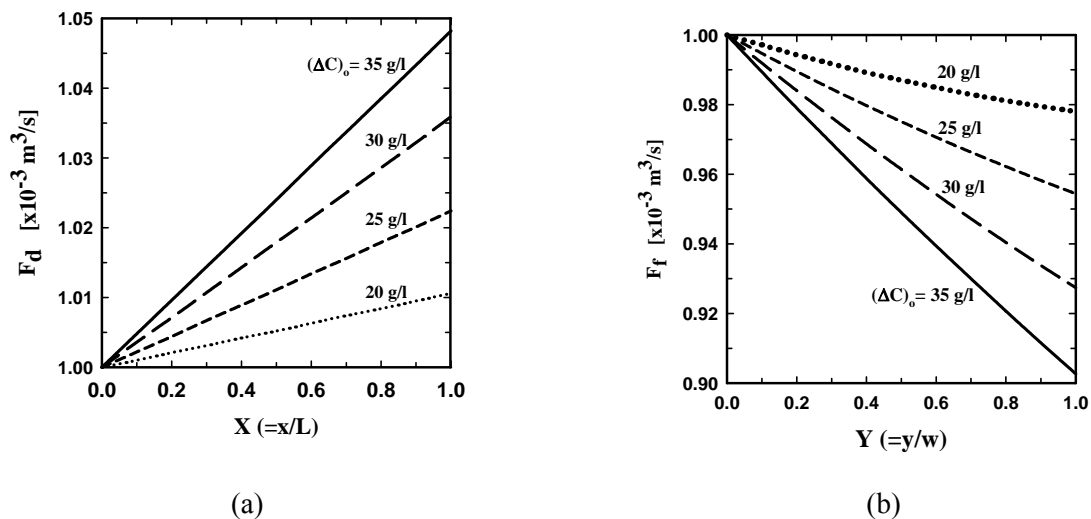 1.05
1.04
1.03
1.02
1.01
1.00
F_d [x10^-3 m^3/s]
(ΔC)_o = 35 g/l
30 g/l
25 g/l
20 g/l
0.0 0.2 0.4 0.6 0.8 1.0
X (=x/L)
(a)
1.00
0.98
0.96
0.94
0.92
0.90
F_f [x10^-3 m^3/s]
20 g/l
25 g/l
30 g/l
(ΔC)_o = 35 g/l
0.0 0.2 0.4 0.6 0.8 1.0
Y (=y/w)
(b)